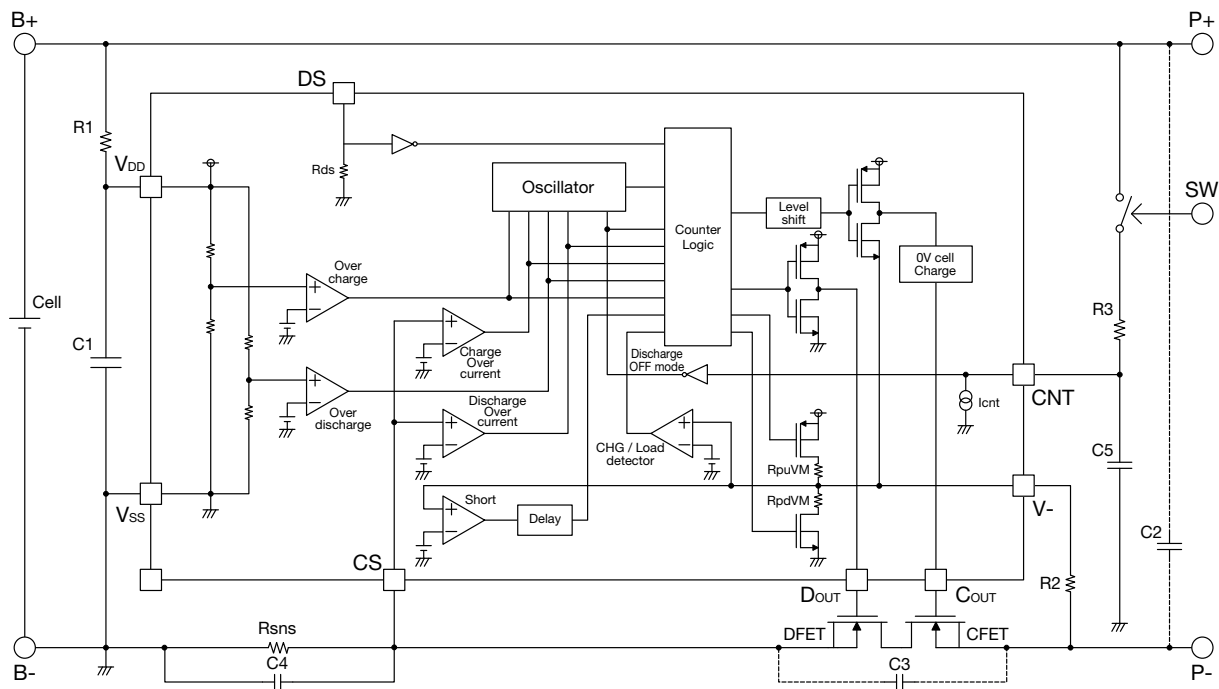 B+
P+
DS
R1
VDD
Rds
Oscillator
Counter
Logic
Level
shift
SW
0V cell
Charge
Over
charge
Cell
R3
C1
Charge
Over
current
Discharge
OFF mode
Over
discharge
Discharge
Over
current
Icnt
CNT
CHG / Load
detector
RpuVM
C5
RpdVM
VSS
Short
V-
Delay
C2
CS
DOUT
COUT
R2
Rsns
DFET
CFET
C4
C3
B-
P-